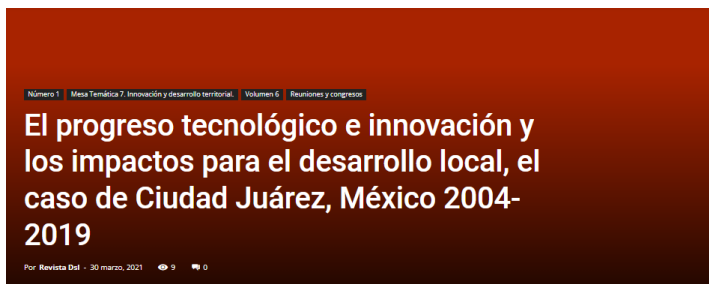 Número 1 Mesa Temática 7. Innovación y desarrollo territorial. Volumen 6 Reuniones y congresos
El progreso tecnológico e innovación y
los impactos para el desarrollo local, el
caso de Ciudad Juárez, México 2004-
2019
Por Revista Dsl - 30 marzo, 2021 9 0